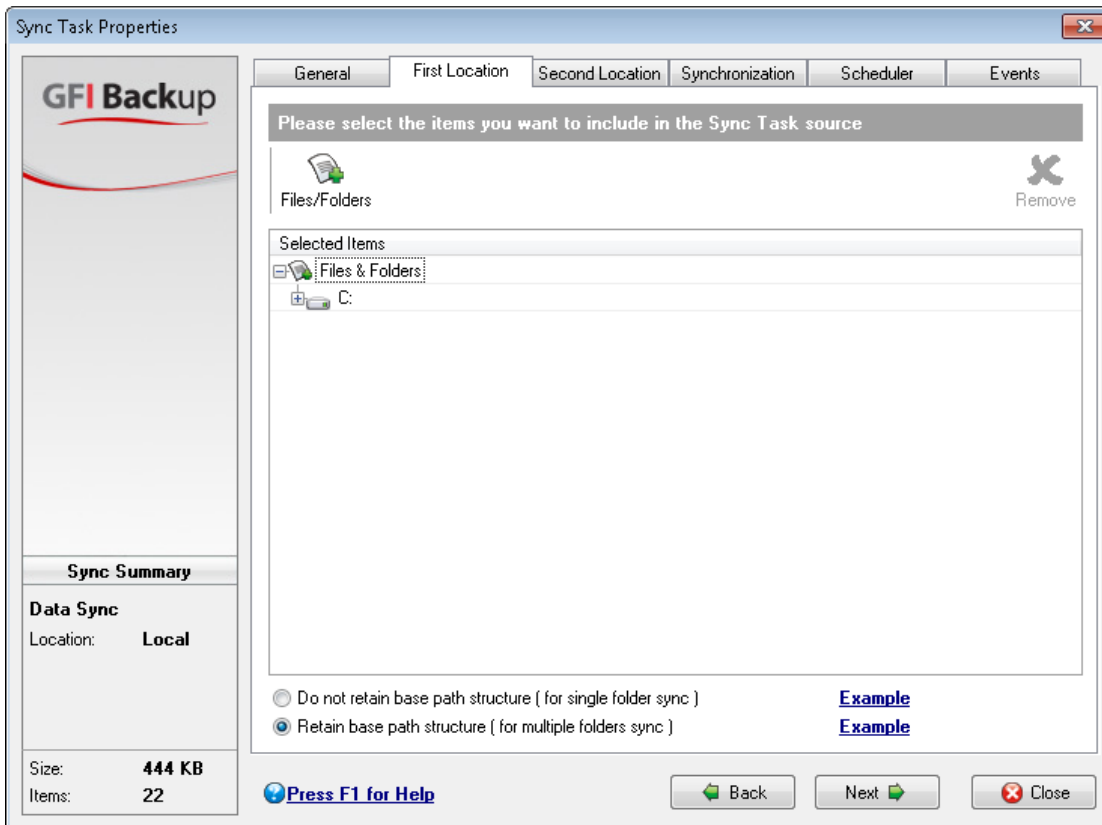 Sync Task Properties
GFI Backup
General
First Location
Second Location
Synchronization
Scheduler
Events
Please select the items you want to include in the Sync Task source
Files/Folders
Remove
Selected Items
Files & Folders
C:
Sync Summary
Data Sync
Location: Local
Do not retain base path structure ( for single folder sync ) Example
Retain base path structure ( for multiple folders sync ) Example
Size: 444 KB
Items: 22
Press F1 for Help
Back
Next
Close